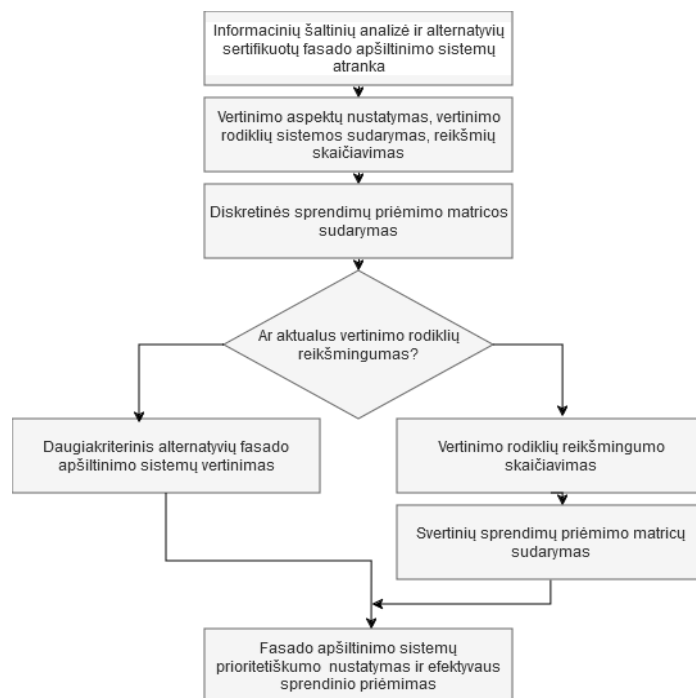 Informacinių šaltinių analizė ir alternatyvių
sertifikuotų fasado apšiltinimo sistemų
atranka
Vertinimo aspektų nustatymas, vertinimo
rodiklių sistemos sudarymas, reikšmių
skaičiavimas
Diskretinės sprendimų priėmimo matricos
sudarymas
Ar aktualus vertinimo rodiklių
reikšmingumas?
Daugiakriterinis alternatyvių fasado
apšiltinimo sistemų vertinimas
Vertinimo rodiklių reikšmingumo
skaičiavimas
Svertinių sprendimų priėmimo matricų
sudarymas
Fasado apšiltinimo sistemų
prioritetiškumo nustatymas ir efektyvaus
sprendinio priėmimas